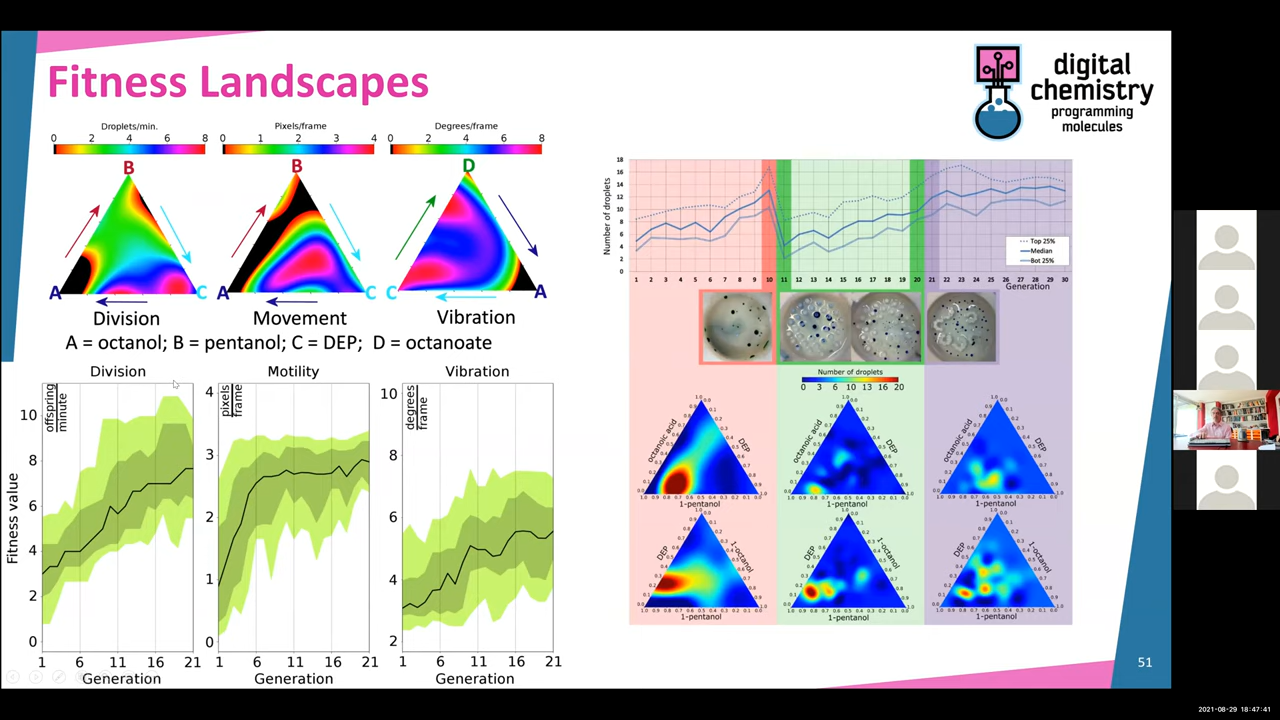 Fitness Landscapes
digital
chemistry
programming
molecules
Droplets/min.
0 2 4 6 8
Pixels/frame
0 1 2 3 4
Degrees/frame
0 2 4 6 8
B
A
C
Division
B
A
C
Movement
D
C
A
Vibration
A = octanol; B = pentanol; C = DEP; D = octanoate
Division
offspring
minute
Fitness value
10
8
6
4
2
0
1 6 11 16 21
Generation
Motility
pixels
frame
4
3
2
1
0
1 6 11 16 21
Generation
Vibration
degrees
frame
10
8
6
4
2
1 6 11 16 21
Generation
Number of droplets
18
16
14
12
10
8
6
4
2
0
Top 25%
Median
Bot 25%
1 2 3 4 5 6 7 8 9 10 11 12 13 14 15 16 17 18 19 20 21 22 23 24 25 26 27 28 29 30
Generation
Number of droplets
0 3 6 10 13 16 20
octanoic acid
DEP
1-pentanol
octanoic acid
DEP
1-pentanol
octanoic acid
DEP
1-pentanol
DEP
1-octanol
1-pentanol
DEP
1-octanol
1-pentanol
DEP
1-octanol
1-pentanol
51
2021-08-29 18:47:41